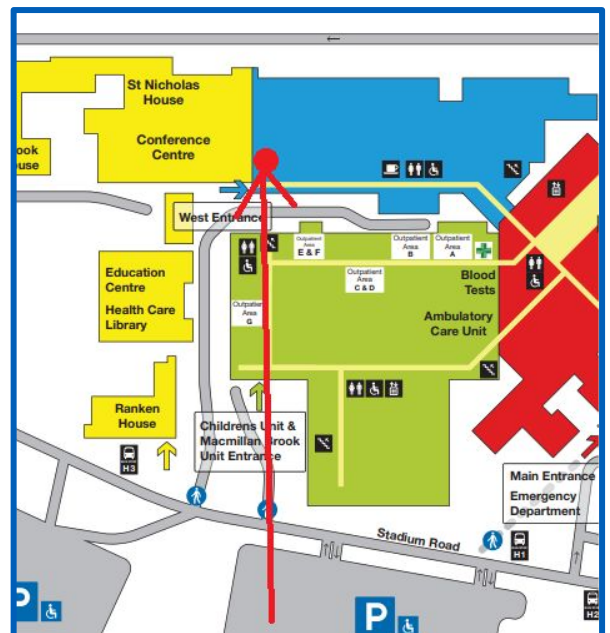 St Nicholas
House
Conference
Centre
ook
ouse
West Entrance
Outpatient
Area
E & F
Outpatient
Area
B
Outpatient
Area
A
Outpatient
Area
C & D
Blood
Tests
Education
Centre
Health Care
Library
Outpatient
Area
G
Ambulatory
Care Unit
Ranken
House
Childrens Unit &
Macmillan Brook
Unit Entrance
H3
Main Entrance
Emergency
Department
Stadium Road
H1
H2
P
P